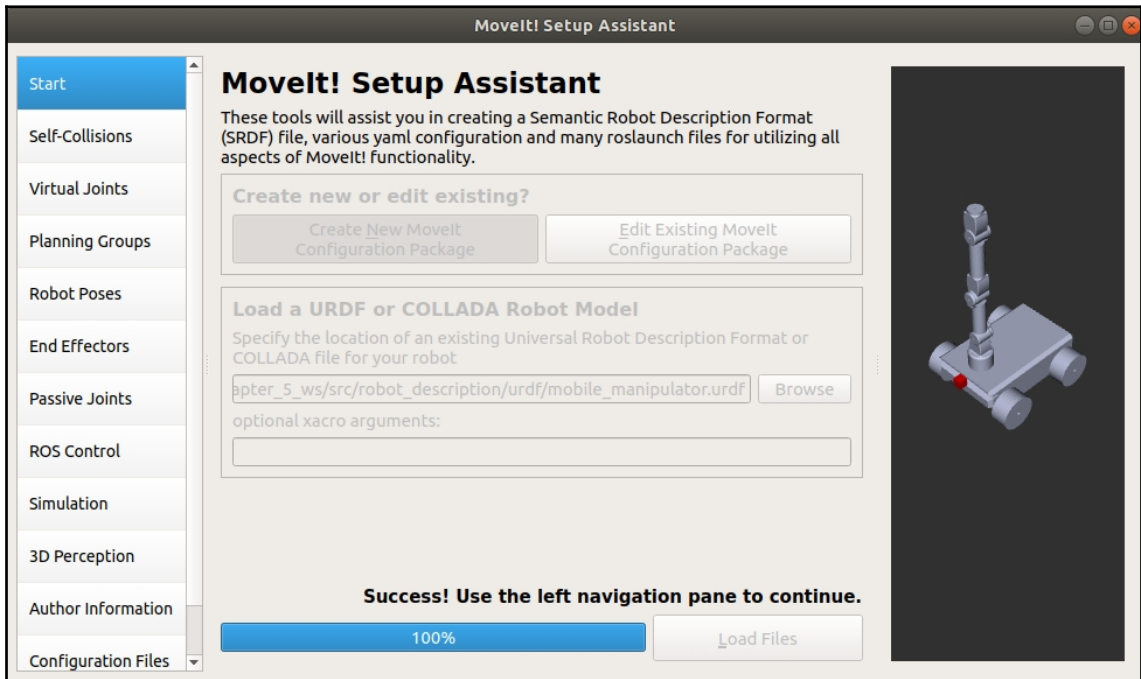 MoveIt! Setup Assistant
Start
Self-Collisions
Virtual Joints
Planning Groups
Robot Poses
End Effectors
Passive Joints
ROS Control
Simulation
3D Perception
Author Information
Configuration Files
MoveIt! Setup Assistant
These tools will assist you in creating a Semantic Robot Description Format
(SRDF) file, various yaml configuration and many roslaunch files for utilizing all
aspects of MoveIt! functionality.
Create new or edit existing?
Create New MoveIt
Configuration Package
Edit Existing MoveIt
Configuration Package
Load a URDF or COLLADA Robot Model
Specify the location of an existing Universal Robot Description Format or
COLLADA file for your robot
apter_5_ws/src/robot_description/urdf/mobile_manipulator.urdf
Browse
optional xacro arguments:
Success! Use the left navigation pane to continue.
100%
Load Files